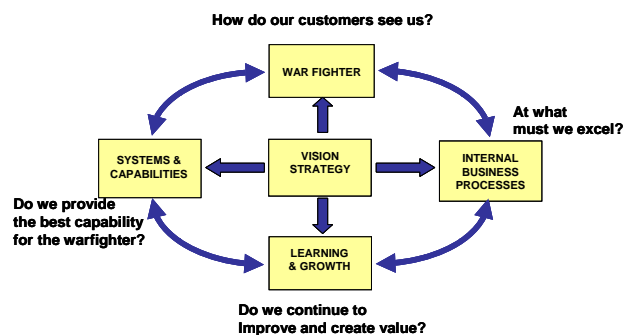 How do our customers see us?
WAR FIGHTER
At what
must we excel?
SYSTEMS &
CAPABILITIES
VISION
STRATEGY
INTERNAL
BUSINESS
PROCESSES
Do we provide
the best capability
for the warfighter?
LEARNING
& GROWTH
Do we continue to
Improve and create value?